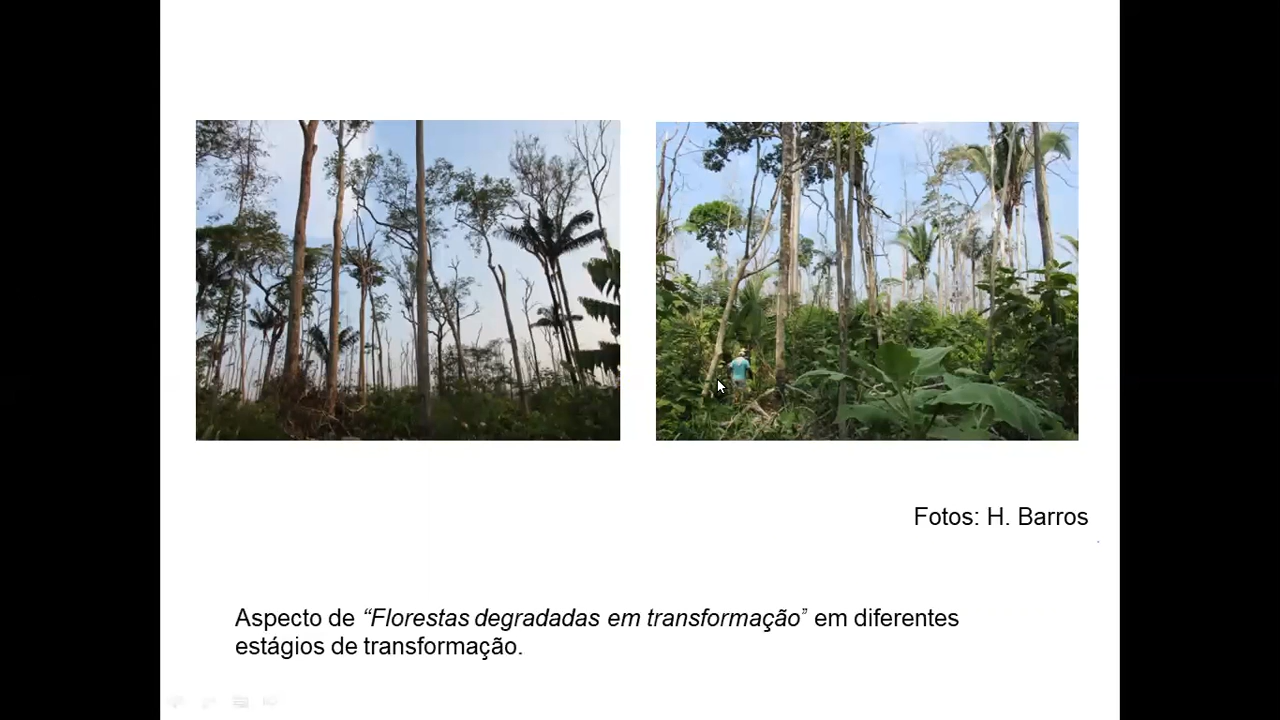 Fotos: H. Barros
Aspecto de “Florestas degradadas em transformação” em diferentes
estágios de transformação.